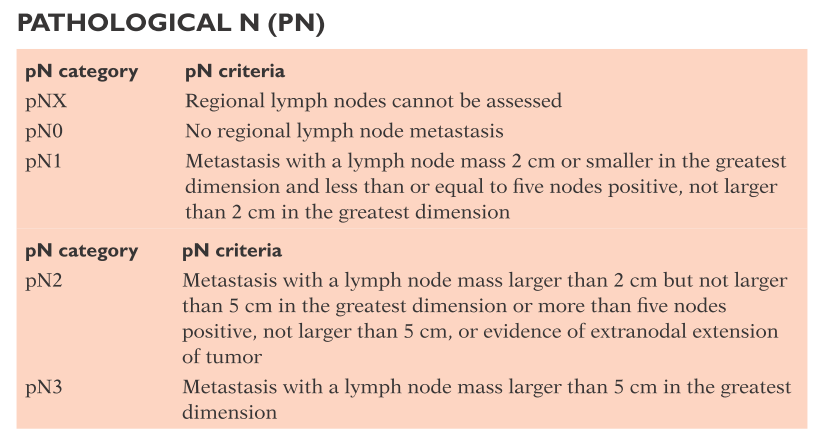 PATHOLOGICAL N (PN)
pN category pN criteria
pNX Regional lymph nodes cannot be assessed
pN0 No regional lymph node metastasis
pN1 Metastasis with a lymph node mass 2 cm or smaller in the greatest
dimension and less than or equal to five nodes positive, not larger
than 2 cm in the greatest dimension
pN category pN criteria
pN2 Metastasis with a lymph node mass larger than 2 cm but not larger
than 5 cm in the greatest dimension or more than five nodes
positive, not larger than 5 cm, or evidence of extranodal extension
of tumor
pN3 Metastasis with a lymph node mass larger than 5 cm in the greatest
dimension